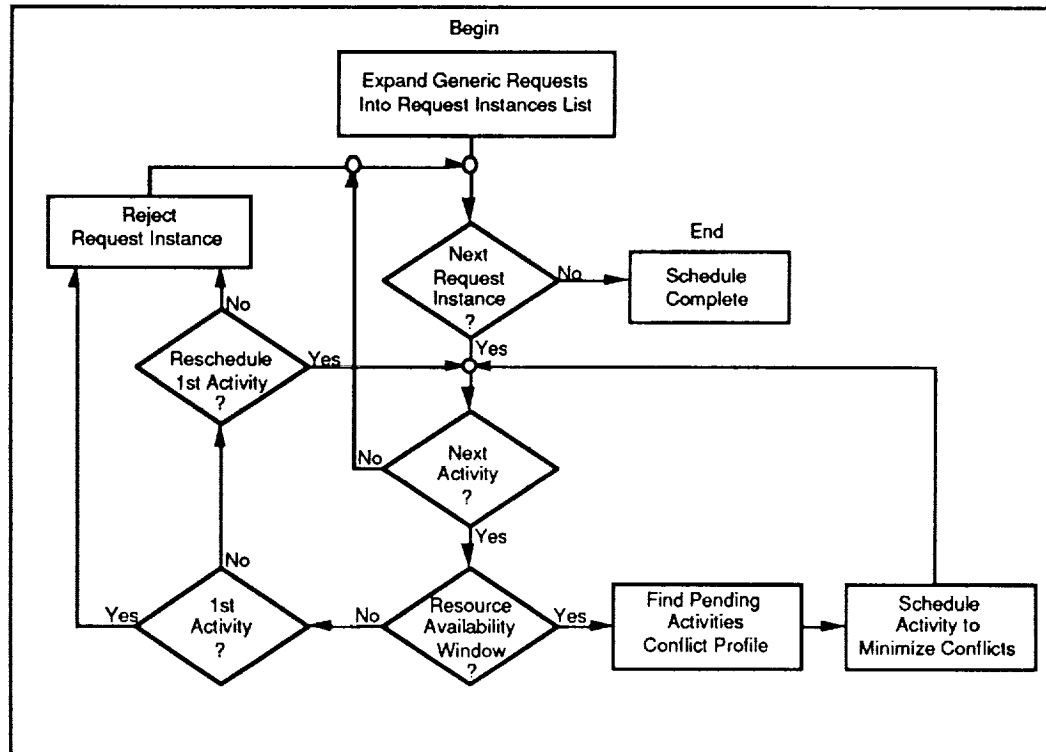 Begin
Expand Generic Requests
Into Request Instances List
Reject
Request Instance
Next
Request
Instance
?
No
End
Schedule
Complete
No
Yes
Reschedule
1st Activity
?
Yes
No
Next
Activity
?
Yes
No
Yes
1st
Activity
?
No
Resource
Availability
Window
?
Yes
Find Pending
Activities
Conflict Profile
Schedule
Activity to
Minimize Conflicts